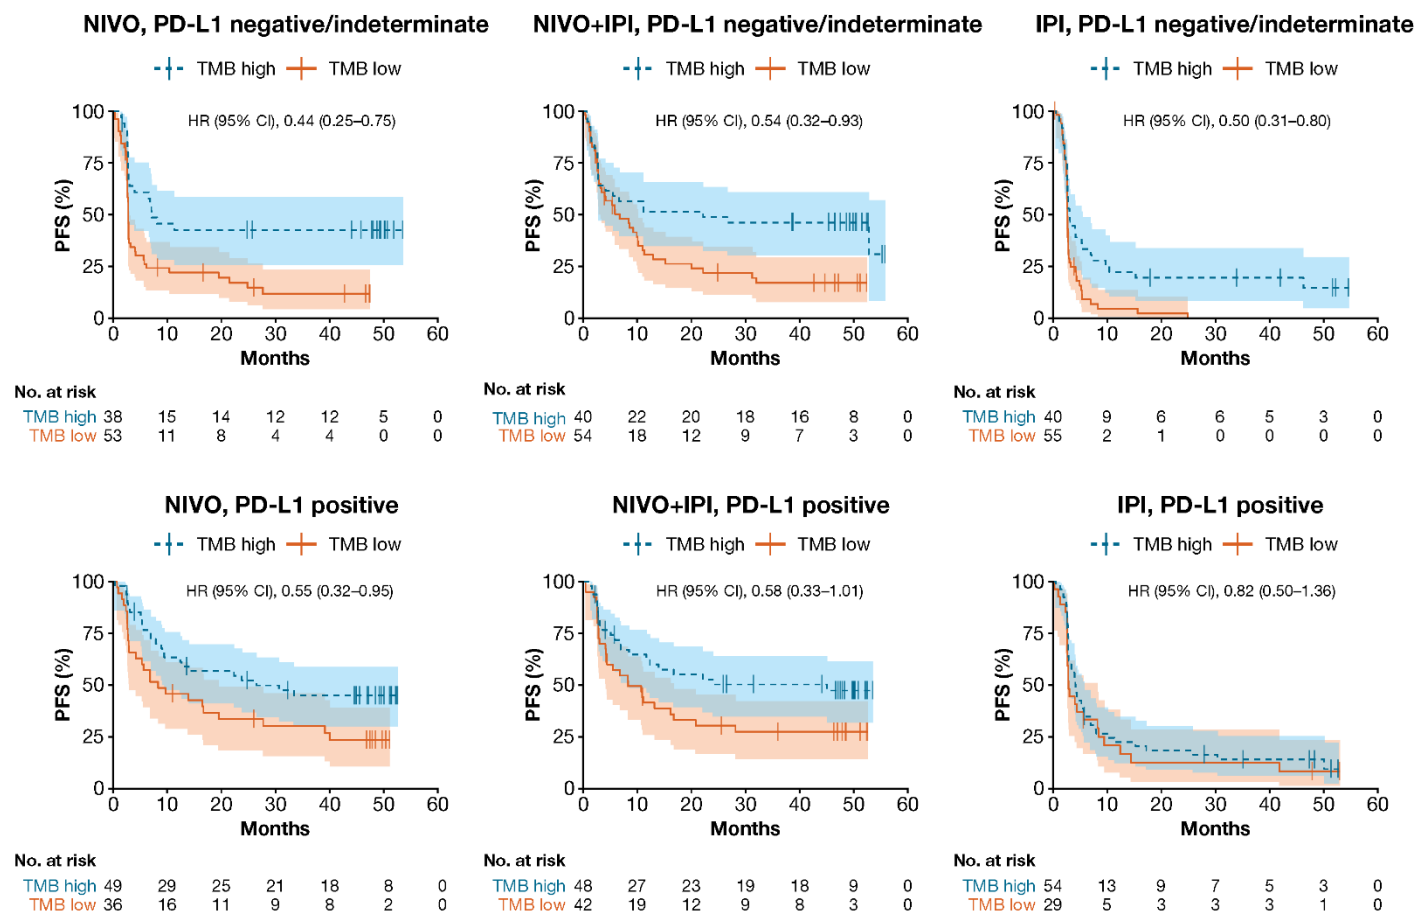 NIVO, PD-L1 negative/indeterminate
TMB high TMB low
HR (95% CI), 0.44 (0.25–0.75)
PFS (%)
100
75
50
25
0
0 10 20 30 40 50 60
Months
No. at risk
TMB high 38 15 14 12 12 5 0
TMB low 53 11 8 4 4 0 0
NIVO+IPI, PD-L1 negative/indeterminate
TMB high TMB low
HR (95% CI), 0.54 (0.32–0.93)
PFS (%)
100
75
50
25
0
0 10 20 30 40 50 60
Months
No. at risk
TMB high 40 22 20 18 16 8 0
TMB low 54 18 12 9 7 3 0
IPI, PD-L1 negative/indeterminate
TMB high TMB low
HR (95% CI), 0.50 (0.31–0.80)
PFS (%)
100
75
50
25
0
0 10 20 30 40 50 60
Months
No. at risk
TMB high 40 9 6 6 5 3 0
TMB low 55 2 1 0 0 0 0
NIVO, PD-L1 positive
TMB high TMB low
HR (95% CI), 0.55 (0.32–0.95)
PFS (%)
100
75
50
25
0
0 10 20 30 40 50 60
Months
No. at risk
TMB high 49 29 25 21 18 8 0
TMB low 36 16 11 9 8 2 0
NIVO+IPI, PD-L1 positive
TMB high TMB low
HR (95% CI), 0.58 (0.33–1.01)
PFS (%)
100
75
50
25
0
0 10 20 30 40 50 60
Months
No. at risk
TMB high 48 27 23 19 18 9 0
TMB low 42 19 12 9 8 3 0
IPI, PD-L1 positive
TMB high TMB low
HR (95% CI), 0.82 (0.50–1.36)
PFS (%)
100
75
50
25
0
0 10 20 30 40 50 60
Months
No. at risk
TMB high 54 13 9 7 5 3 0
TMB low 29 5 3 3 3 1 0